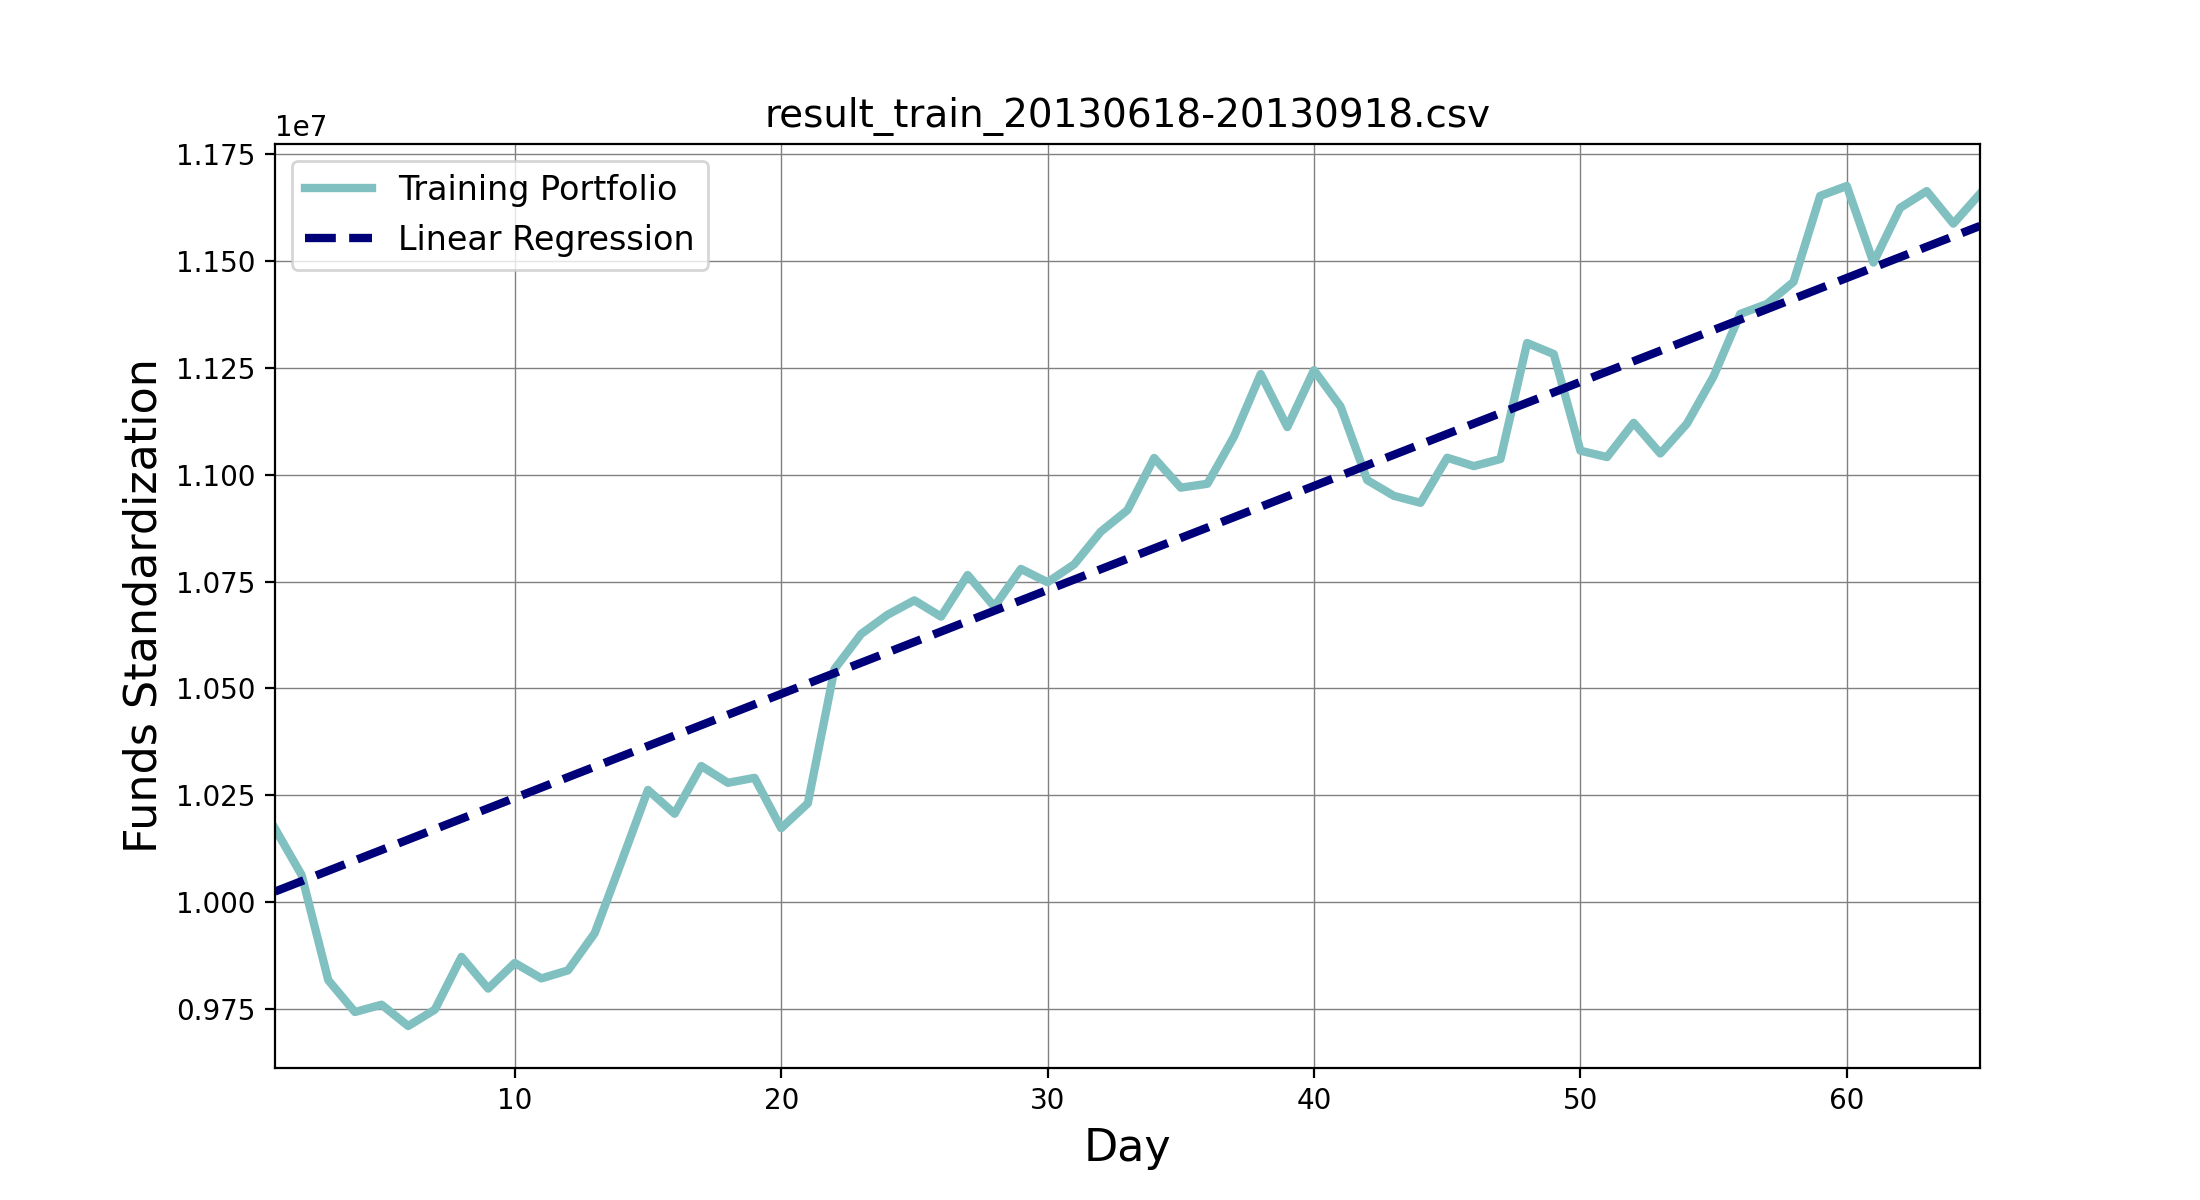 result_train_20130618-20130918.csv
1e7
Training Portfolio
Linear Regression
Funds Standardization
1.175
1.150
1.125
1.100
1.075
1.050
1.025
1.000
0.975
10 20 30 40 50 60
Day